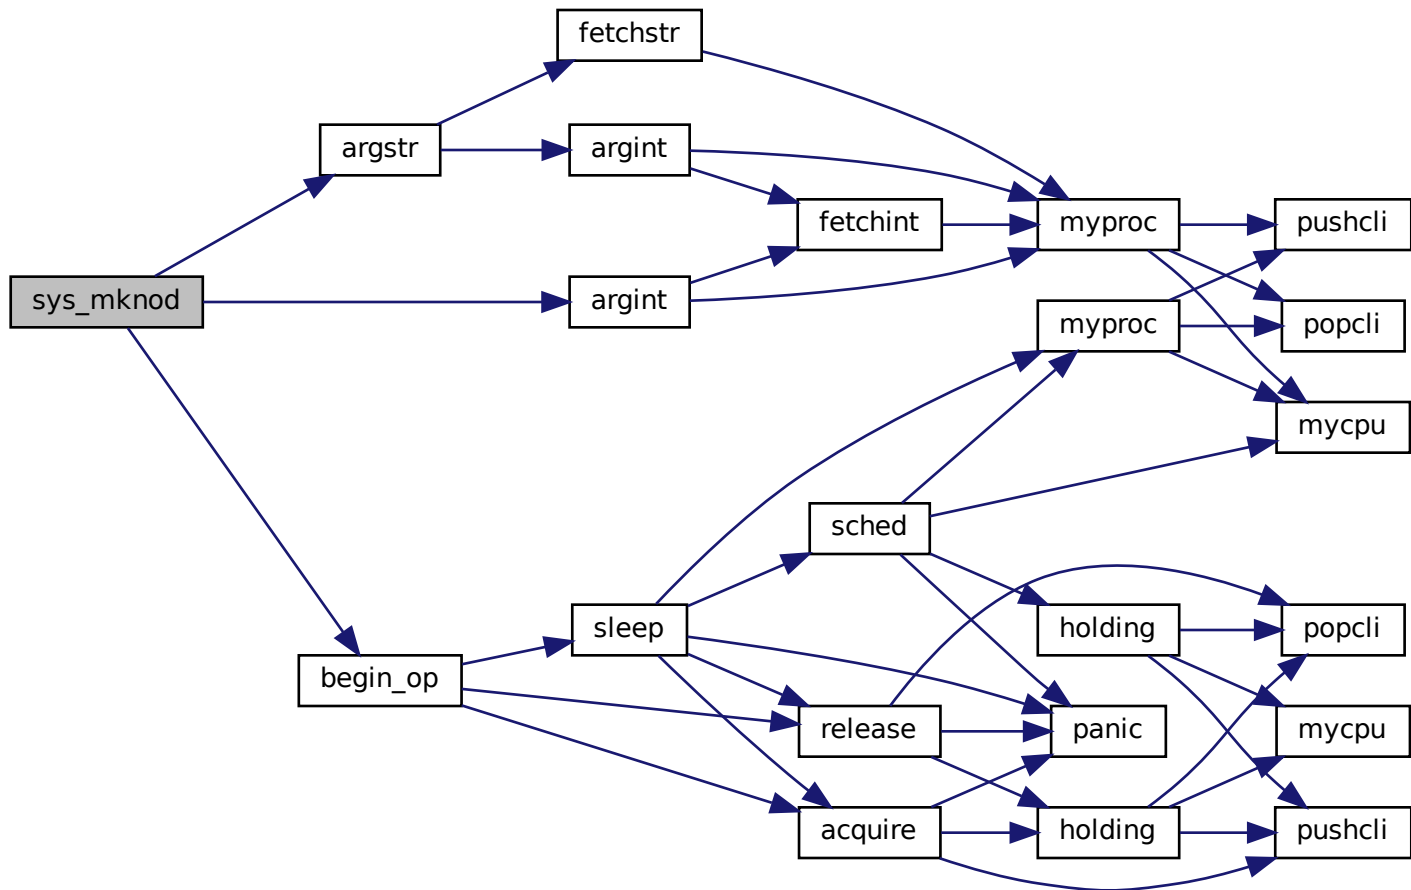 fetchstr
argstr
argint
fetchint
myproc
pushcli
sys_mknod
argint
myproc
popcli
mycpu
sched
sleep
holding
popcli
begin_op
release
panic
mycpu
acquire
holding
pushcli